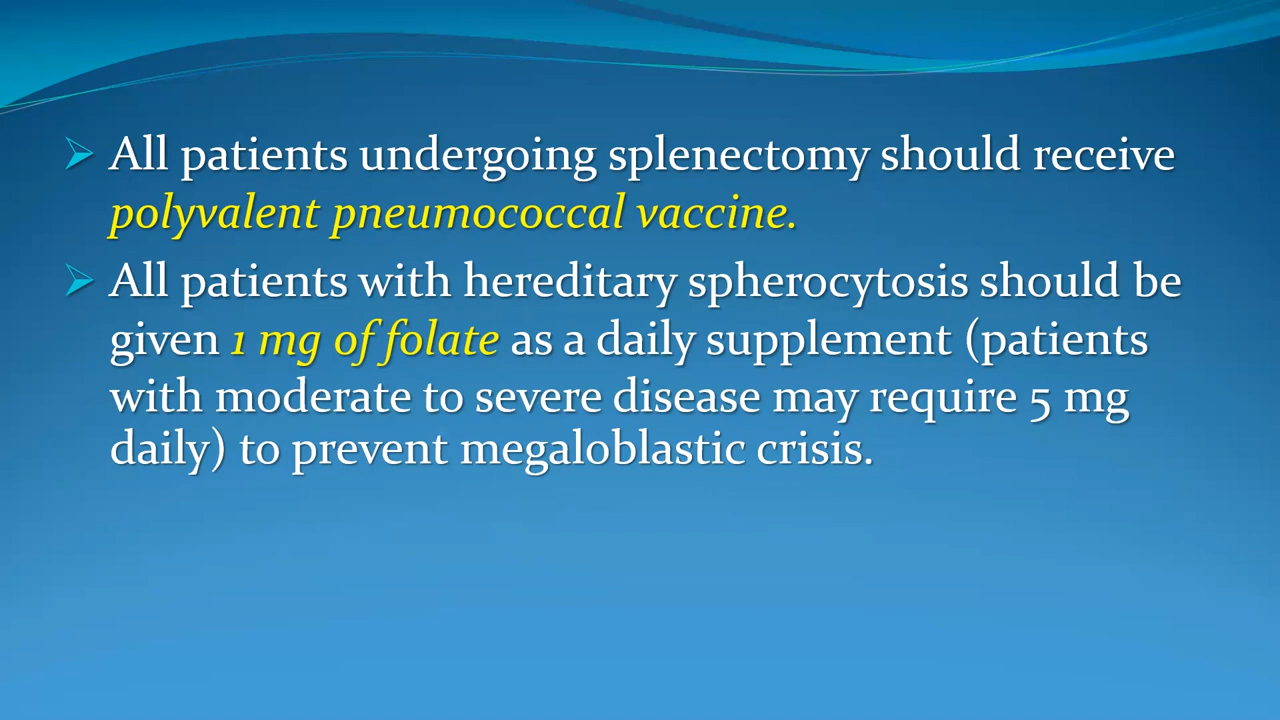 All patients undergoing splenectomy should receive
polyvalent pneumococcal vaccine.
All patients with hereditary spherocytosis should be
given 1 mg of folate as a daily supplement (patients
with moderate to severe disease may require 5 mg
daily) to prevent megaloblastic crisis.